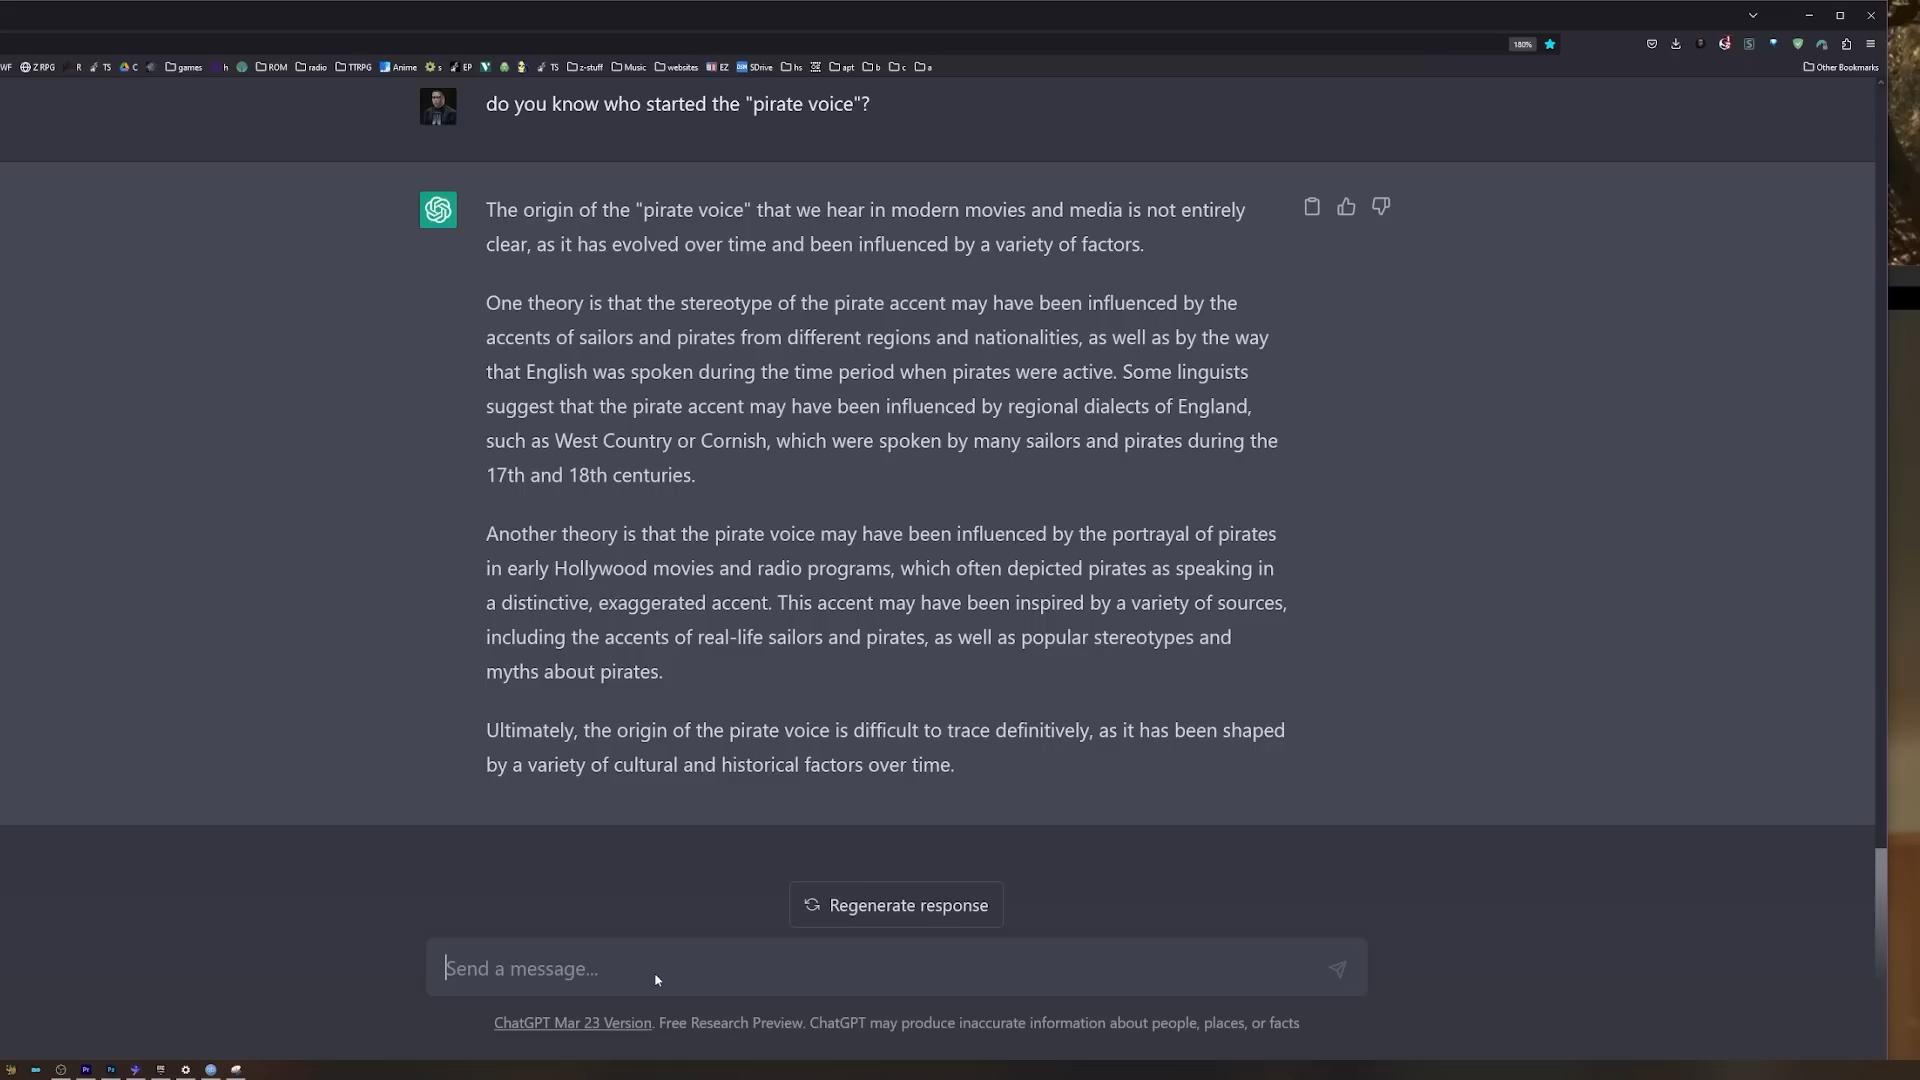 180%
WF ZRPG R TS C games h ROM radio TTRPG Anime s EP TS z-stuff Music websites EZ SDrive hs apt b c a Other Bookmarks
do you know who started the "pirate voice"?
The origin of the "pirate voice" that we hear in modern movies and media is not entirely
clear, as it has evolved over time and been influenced by a variety of factors.
One theory is that the stereotype of the pirate accent may have been influenced by the
accents of sailors and pirates from different regions and nationalities, as well as by the way
that English was spoken during the time period when pirates were active. Some linguists
suggest that the pirate accent may have been influenced by regional dialects of England,
such as West Country or Cornish, which were spoken by many sailors and pirates during the
17th and 18th centuries.
Another theory is that the pirate voice may have been influenced by the portrayal of pirates
in early Hollywood movies and radio programs, which often depicted pirates as speaking in
a distinctive, exaggerated accent. This accent may have been inspired by a variety of sources,
including the accents of real-life sailors and pirates, as well as popular stereotypes and
myths about pirates.
Ultimately, the origin of the pirate voice is difficult to trace definitively, as it has been shaped
by a variety of cultural and historical factors over time.
Regenerate response
Send a message...
ChatGPT Mar 23 Version. Free Research Preview. ChatGPT may produce inaccurate information about people, places, or facts